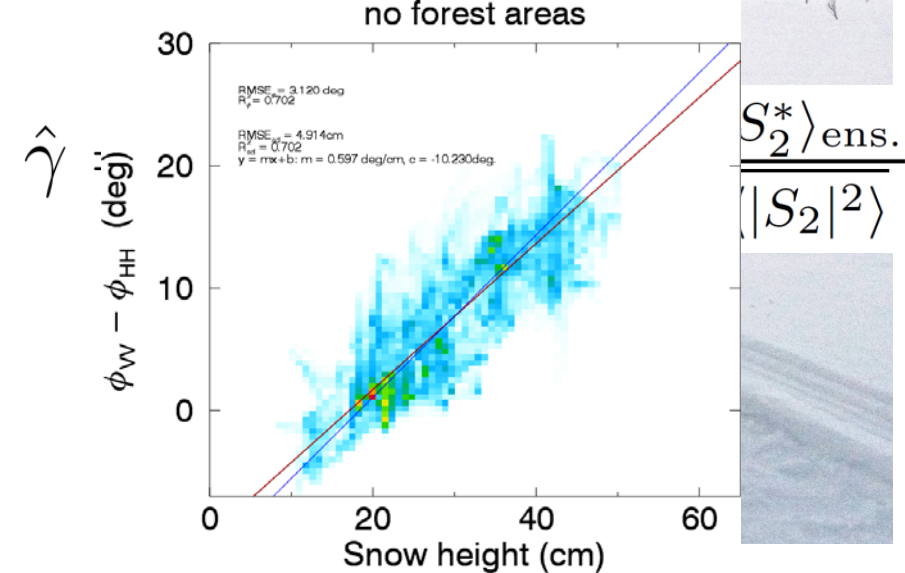 no forest areas
30
RMSE_φ = 3.120 deg
R²_φ = 0.702
RMSE_sd = 4.914cm
R²_sd = 0.702
y = mx+b: m = 0.597 deg/cm, c = -10.230deg.
20
10
0
ϕVV − ϕHH (deg)
γ̂
0 20 40 60
Snow height (cm)
S₂*⟩ens.
⟨|S₂|²⟩